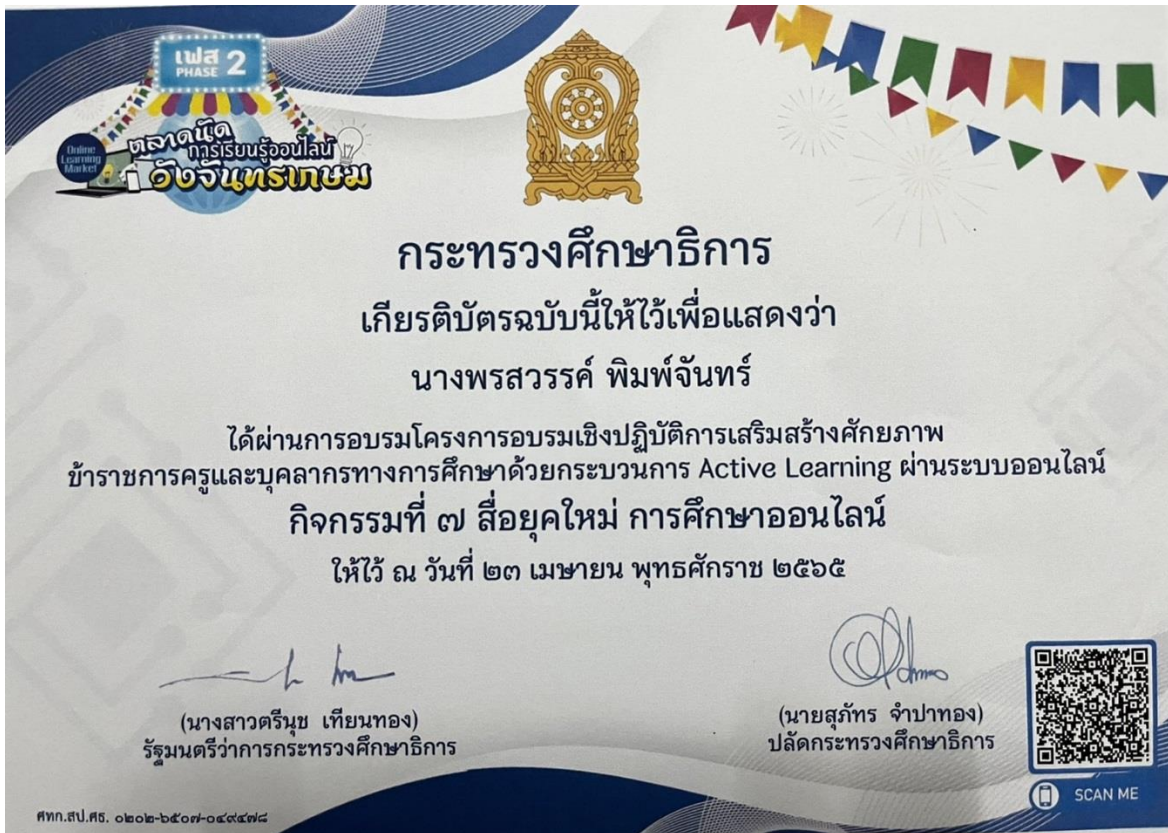 เฟส 2
PHASE
Online
Learning
Market
ตลาดนัด
การเรียนรู้ออนไลน์
วังจันทรเกษม
กระทรวงศึกษาธิการ
เกียรติบัตรฉบับนี้ให้ไว้เพื่อแสดงว่า
นางพรสวรรค์ พิมพ์จันทร์
ได้ผ่านการอบรมโครงการอบรมเชิงปฏิบัติการเสริมสร้างศักยภาพ
ข้าราชการครูและบุคลากรทางการศึกษาด้วยกระบวนการ Active Learning ผ่านระบบออนไลน์
กิจกรรมที่ ๗ สื่อยุคใหม่ การศึกษาออนไลน์
ให้ไว้ ณ วันที่ ๒๓ เมษายน พุทธศักราช ๒๕๖๕
(นางสาวตรีนุช เทียนทอง)
รัฐมนตรีว่าการกระทรวงศึกษาธิการ
(นายสุภัทร จำปาทอง)
ปลัดกระทรวงศึกษาธิการ
SCAN ME
ศทก.สป.ศธ. ๐๒๐๒-๖๕๐๗-๐๔๙๔๗๘